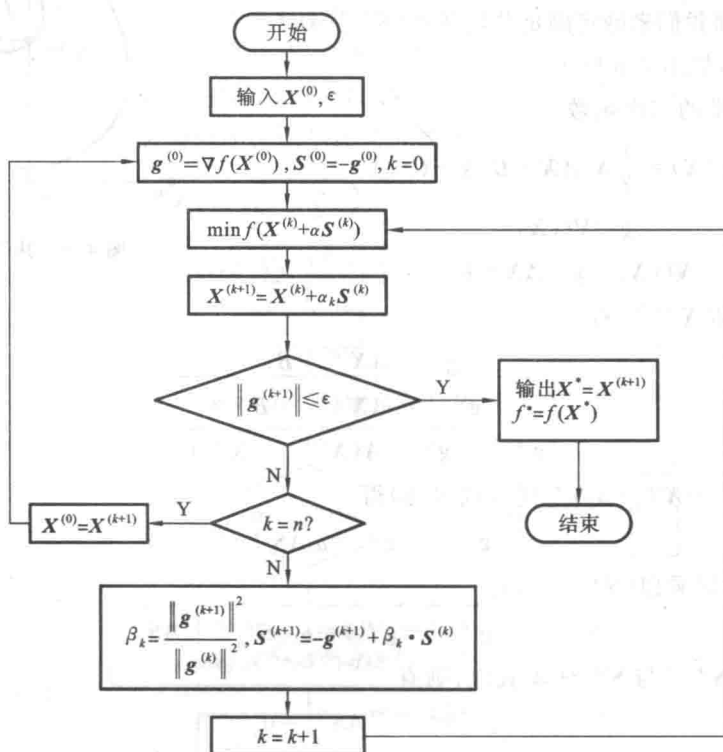 开始
输入 X^(0), ε
g^(0)=∇f(X^(0)), S^(0)=-g^(0), k=0
min f(X^(k)+αS^(k))
X^(k+1)=X^(k)+α_k S^(k)
‖g^(k+1)‖≤ε
Y
输出X*=X^(k+1)
f*=f(X*)
结束
N
k=n?
Y
X^(0)=X^(k+1)
N
β_k=‖g^(k+1)‖²/‖g^(k)‖², S^(k+1)=-g^(k+1)+β_k·S^(k)
k=k+1